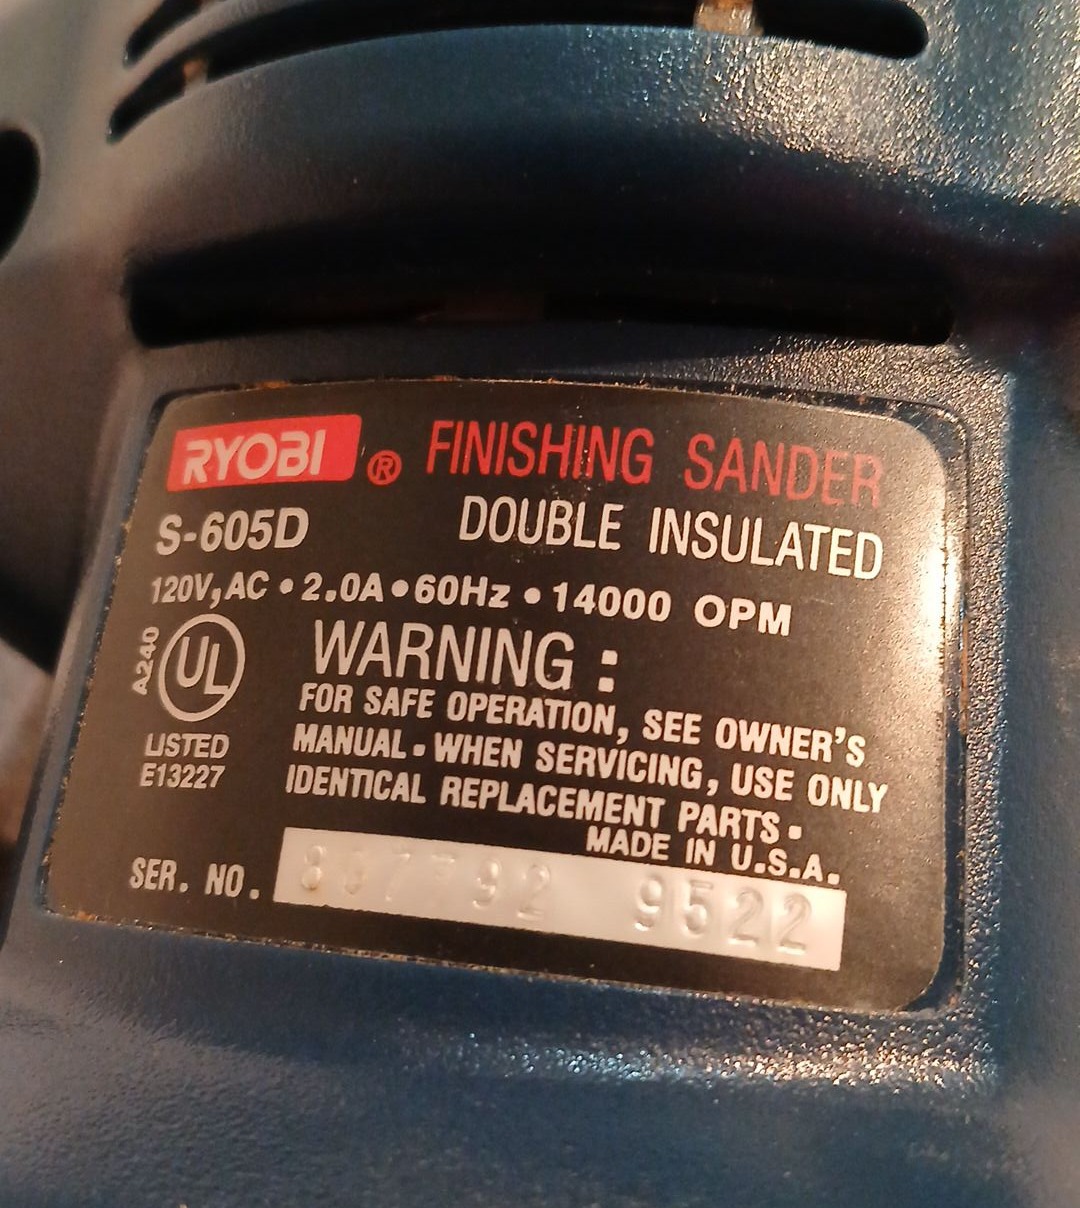 RYOBI ® FINISHING SANDER
S-605D DOUBLE INSULATED
120V, AC • 2.0A • 60Hz • 14000 OPM
A240 UL WARNING :
FOR SAFE OPERATION, SEE OWNER'S
MANUAL. WHEN SERVICING, USE ONLY
IDENTICAL REPLACEMENT PARTS.
LISTED
E13227
MADE IN U.S.A.
SER. NO. 9522